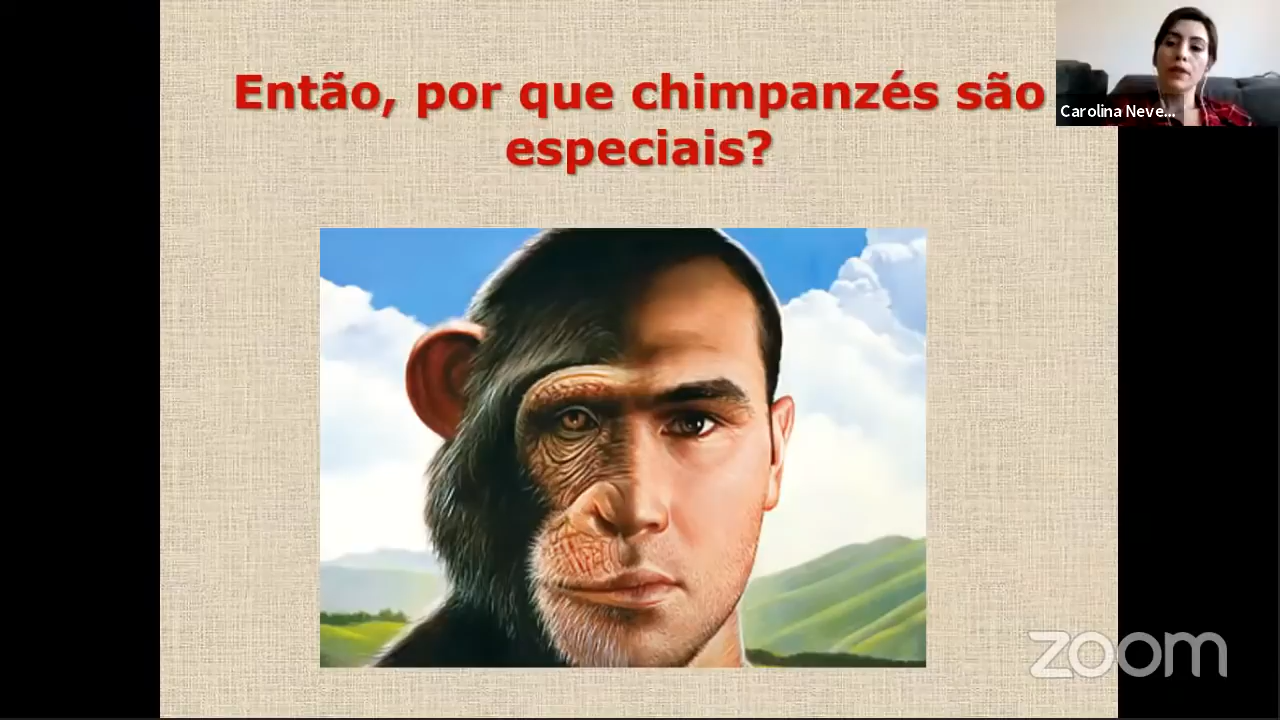 Então, por que chimpanzés são
especiais?
Carolina Neve...
zoom